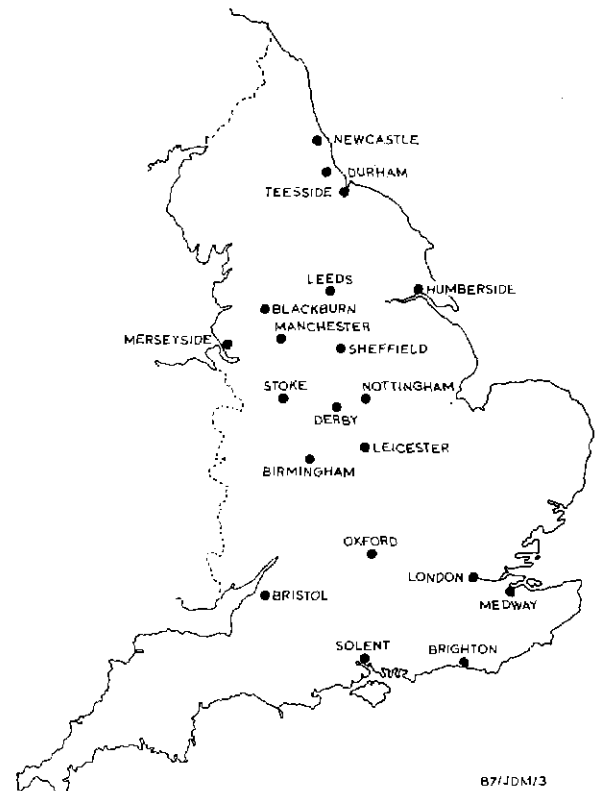 NEWCASTLE
DURHAM
TEESSIDE
LEEDS
HUMBERSIDE
BLACKBURN
MANCHESTER
MERSEYSIDE
SHEFFIELD
STOKE
NOTTINGHAM
DERBY
LEICESTER
BIRMINGHAM
OXFORD
LONDON
BRISTOL
MEDWAY
SOLENT
BRIGHTON
87/JDM/3